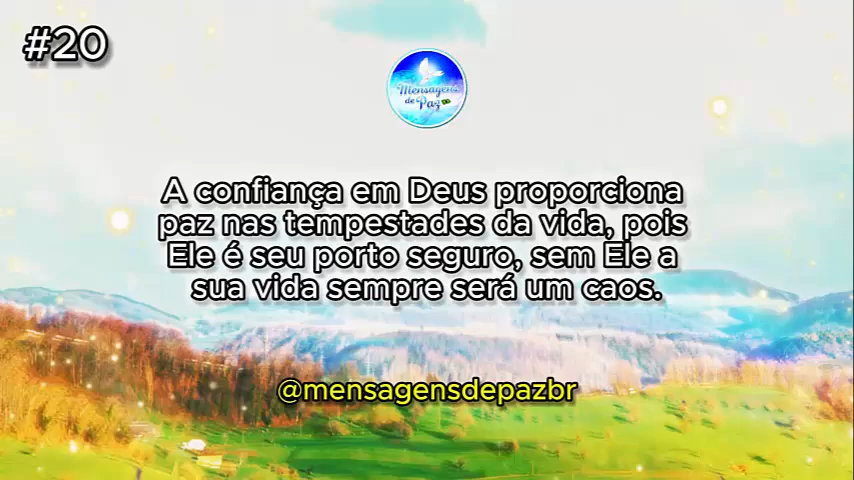 #20
Mensagens
de Paz
A confiança em Deus proporciona
paz nas tempestades da vida, pois
Ele é seu porto seguro, sem Ele a
sua vida sempre será um caos.
@mensagensdepazbr